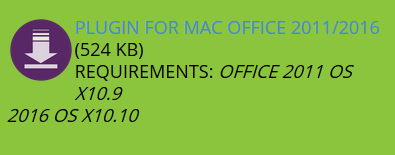 PLUGIN FOR MAC OFFICE 2011/2016
(524 KB)
REQUIREMENTS: OFFICE 2011 OS
X10.9
2016 OS X10.10